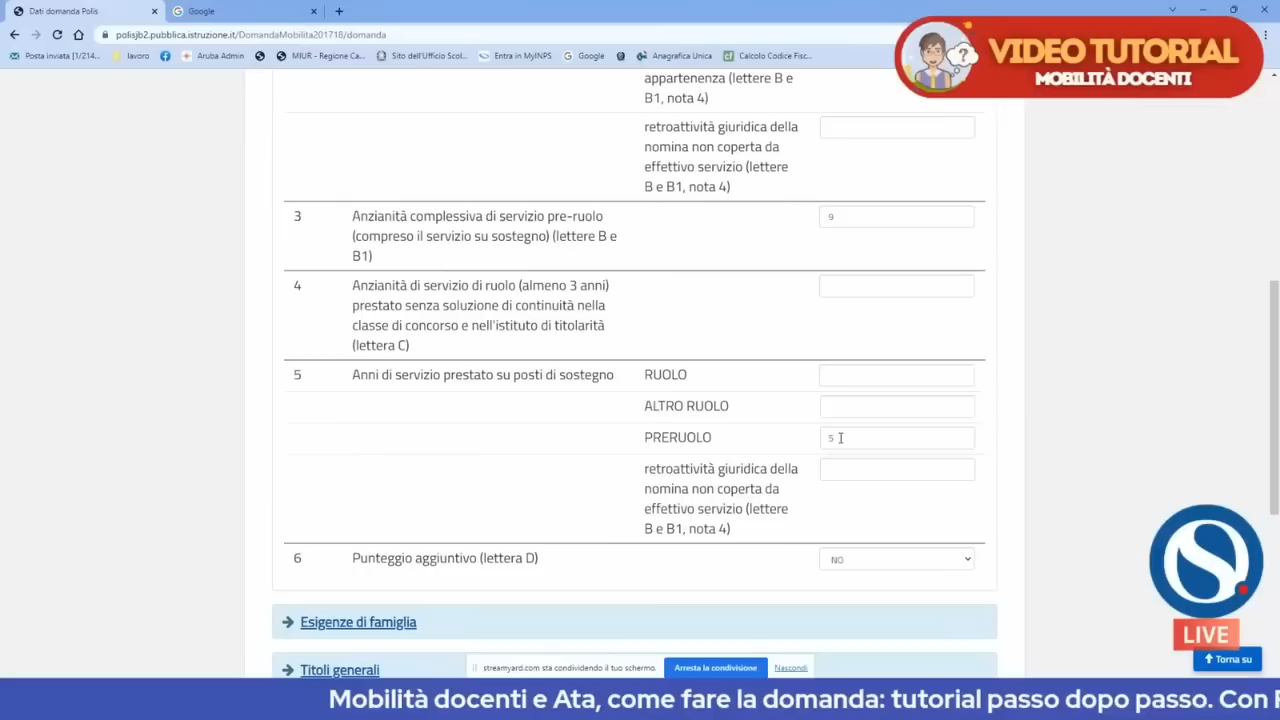 Dati domanda Polis
Google
polisjb2.pubblica.istruzione.it/DomandaMobilita201718/domanda
Posta inviata [1/214...
lavoro
Aruba Admin
MIUR - Regione Ca...
Sito dell'Ufficio Scol...
Entra in MyINPS
Google
Anagrafica Unica
Calcolo Codice Fisc...
VIDEO TUTORIAL
MOBILITÀ DOCENTI
appartenenza (lettere B e
B1, nota 4)
retroattività giuridica della
nomina non coperta da
effettivo servizio (lettere
B e B1, nota 4)
3
Anzianità complessiva di servizio pre-ruolo
(compreso il servizio su sostegno) (lettere B e
B1)
9
4
Anzianità di servizio di ruolo (almeno 3 anni)
prestato senza soluzione di continuità nella
classe di concorso e nell'istituto di titolarità
(lettera C)
5
Anni di servizio prestato su posti di sostegno
RUOLO
ALTRO RUOLO
PRERUOLO
5
retroattività giuridica della
nomina non coperta da
effettivo servizio (lettere
B e B1, nota 4)
6
Punteggio aggiuntivo (lettera D)
NO
Esigenze di famiglia
Titoli generali
streamyard.com sta condividendo il tuo schermo.
Arresta la condivisione
Nascondi
LIVE
Torna su
Mobilità docenti e Ata, come fare la domanda: tutorial passo dopo passo. Con